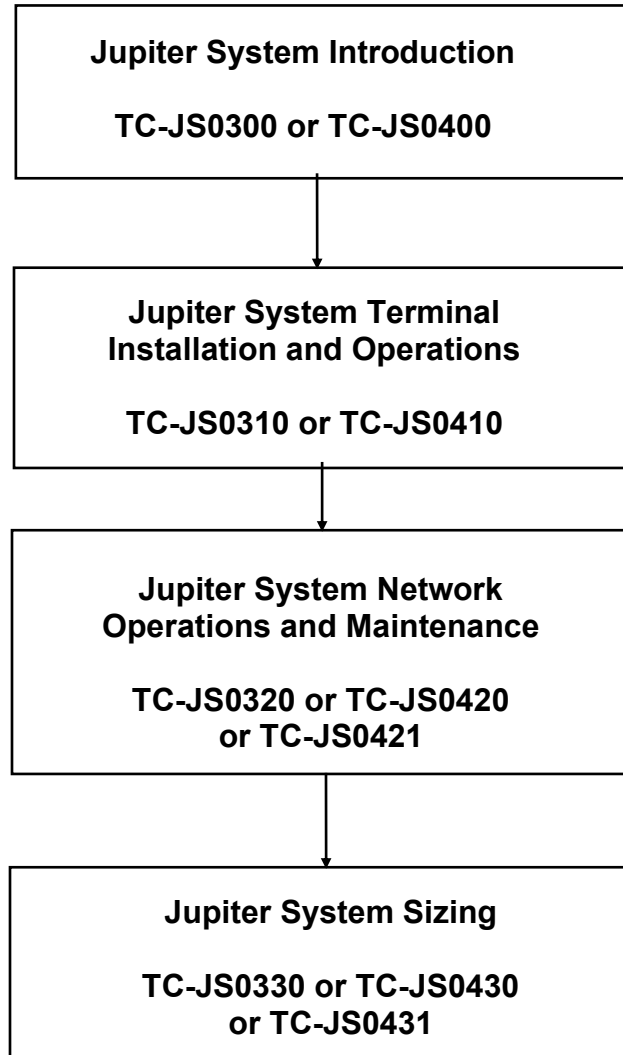 Jupiter System Introduction
TC-JS0300 or TC-JS0400
Jupiter System Terminal
Installation and Operations
TC-JS0310 or TC-JS0410
Jupiter System Network
Operations and Maintenance
TC-JS0320 or TC-JS0420
or TC-JS0421
Jupiter System Sizing
TC-JS0330 or TC-JS0430
or TC-JS0431